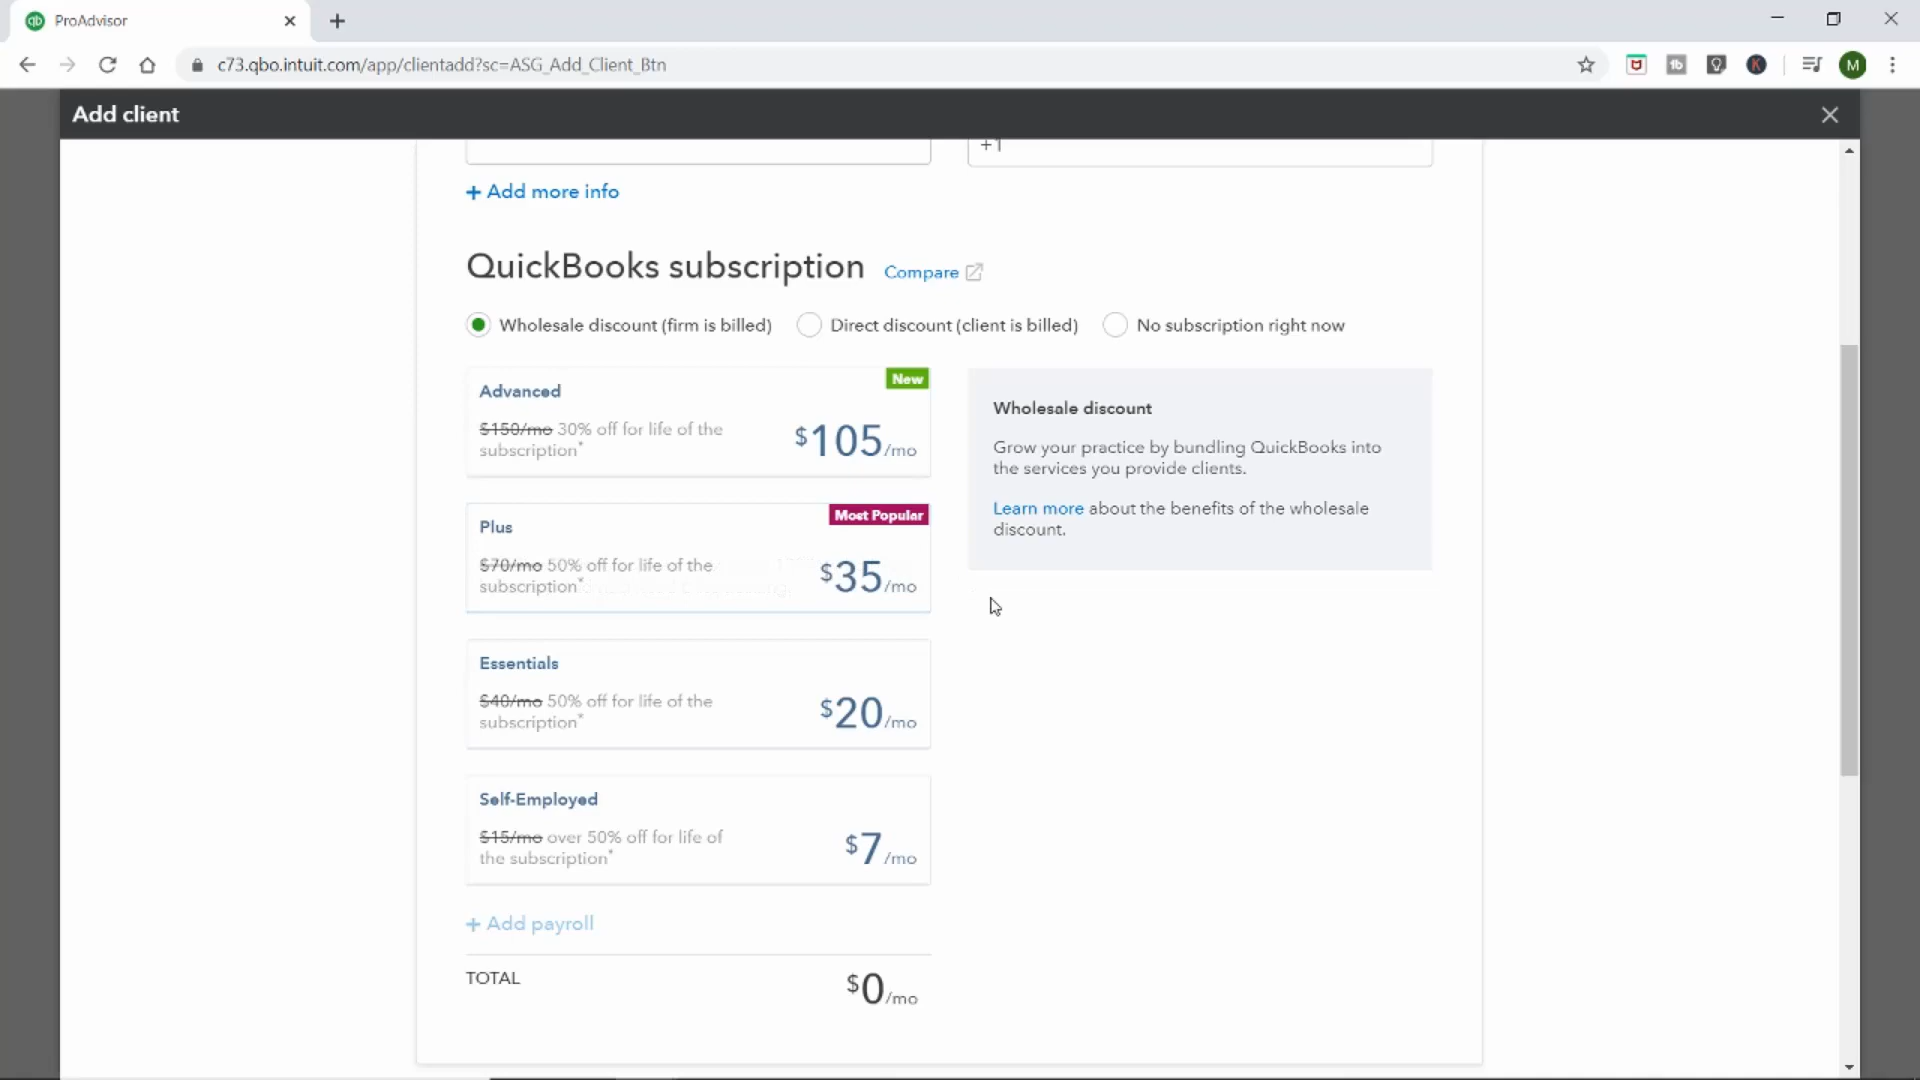 ProAdvisor
c73.qbo.intuit.com/app/clientadd?sc=ASG_Add_Client_Btn
M
Add client
+1
+ Add more info
QuickBooks subscription Compare
Wholesale discount (firm is billed) Direct discount (client is billed) No subscription right now
Advanced New
$150/mo 30% off for life of the
subscription*
$105/mo
Plus Most Popular
$70/mo 50% off for life of the
subscription*
$35/mo
Essentials
$40/mo 50% off for life of the
subscription*
$20/mo
Self-Employed
$15/mo over 50% off for life of
the subscription*
$7/mo
+ Add payroll
TOTAL $0/mo
Wholesale discount
Grow your practice by bundling QuickBooks into
the services you provide clients.
Learn more about the benefits of the wholesale
discount.